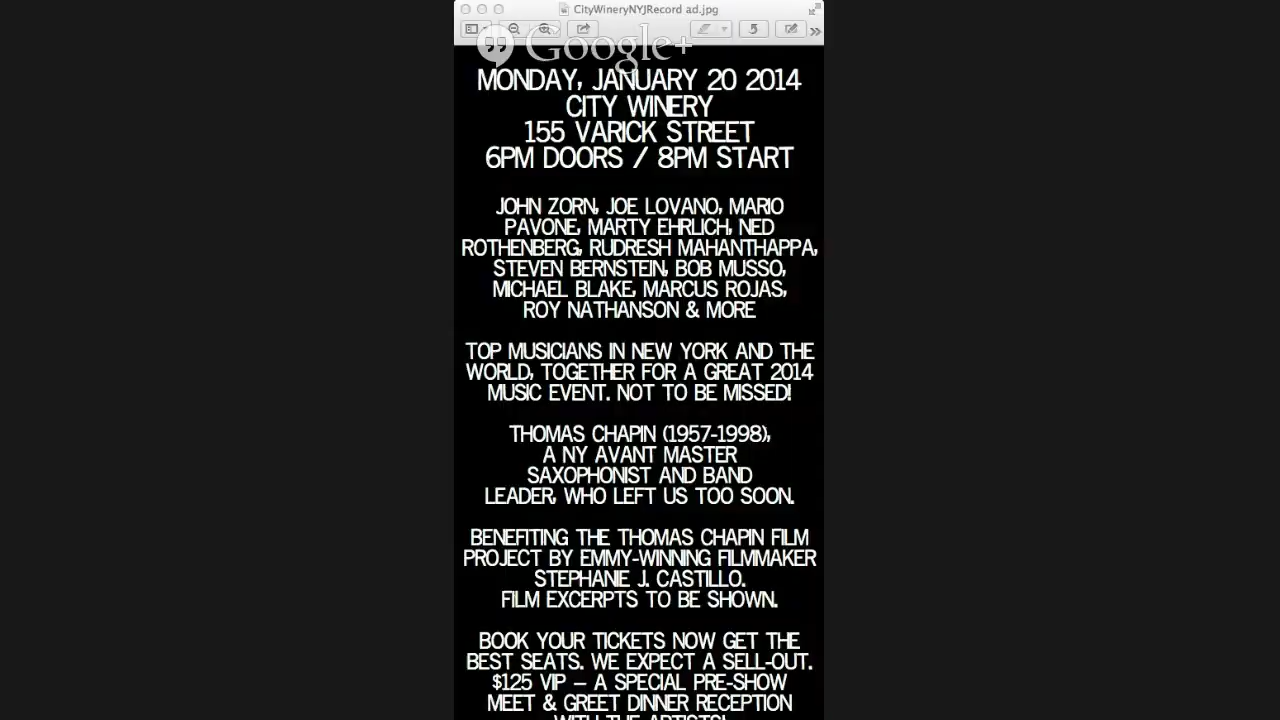 CityWineryNYJRecord ad.jpg
Google+
MONDAY, JANUARY 20 2014
CITY WINERY
155 VARICK STREET
6PM DOORS / 8PM START
JOHN ZORN, JOE LOVANO, MARIO
PAVONE, MARTY EHRLICH, NED
ROTHENBERG, RUDRESH MAHANTHAPPA,
STEVEN BERNSTEIN, BOB MUSSO,
MICHAEL BLAKE, MARCUS ROJAS,
ROY NATHANSON & MORE
TOP MUSICIANS IN NEW YORK AND THE
WORLD, TOGETHER FOR A GREAT 2014
MUSIC EVENT. NOT TO BE MISSED!
THOMAS CHAPIN (1957-1998),
A NY AVANT MASTER
SAXOPHONIST AND BAND
LEADER, WHO LEFT US TOO SOON.
BENEFITING THE THOMAS CHAPIN FILM
PROJECT BY EMMY-WINNING FILMMAKER
STEPHANIE J. CASTILLO.
FILM EXCERPTS TO BE SHOWN.
BOOK YOUR TICKETS NOW GET THE
BEST SEATS. WE EXPECT A SELL-OUT.
$125 VIP – A SPECIAL PRE-SHOW
MEET & GREET DINNER RECEPTION
WITH THE ARTISTS!